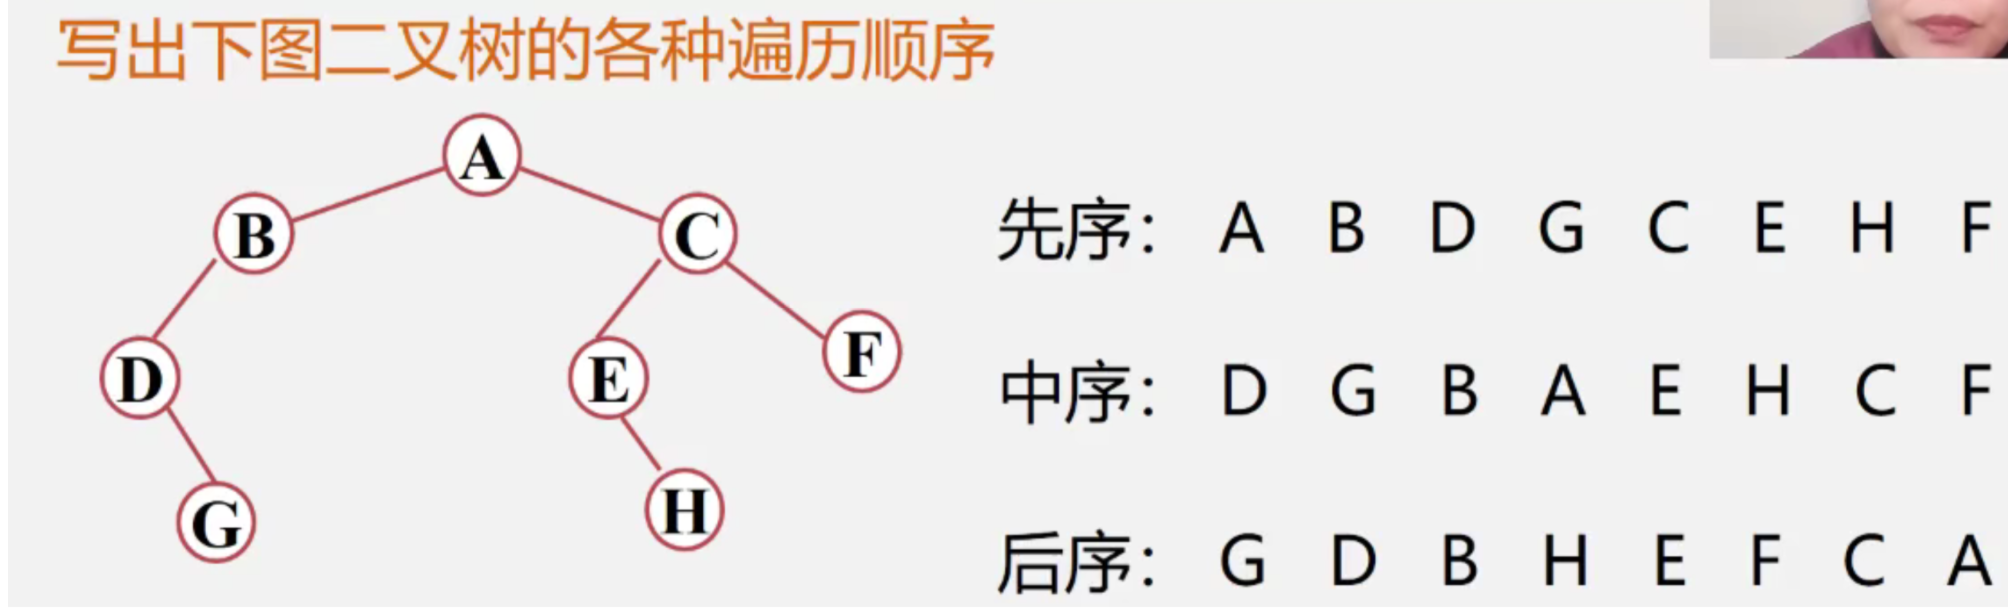 写出下图二叉树的各种遍历顺序
A
B
C
D
E
F
G
H
先序： A B D G C E H F
中序： D G B A E H C F
后序： G D B H E F C A